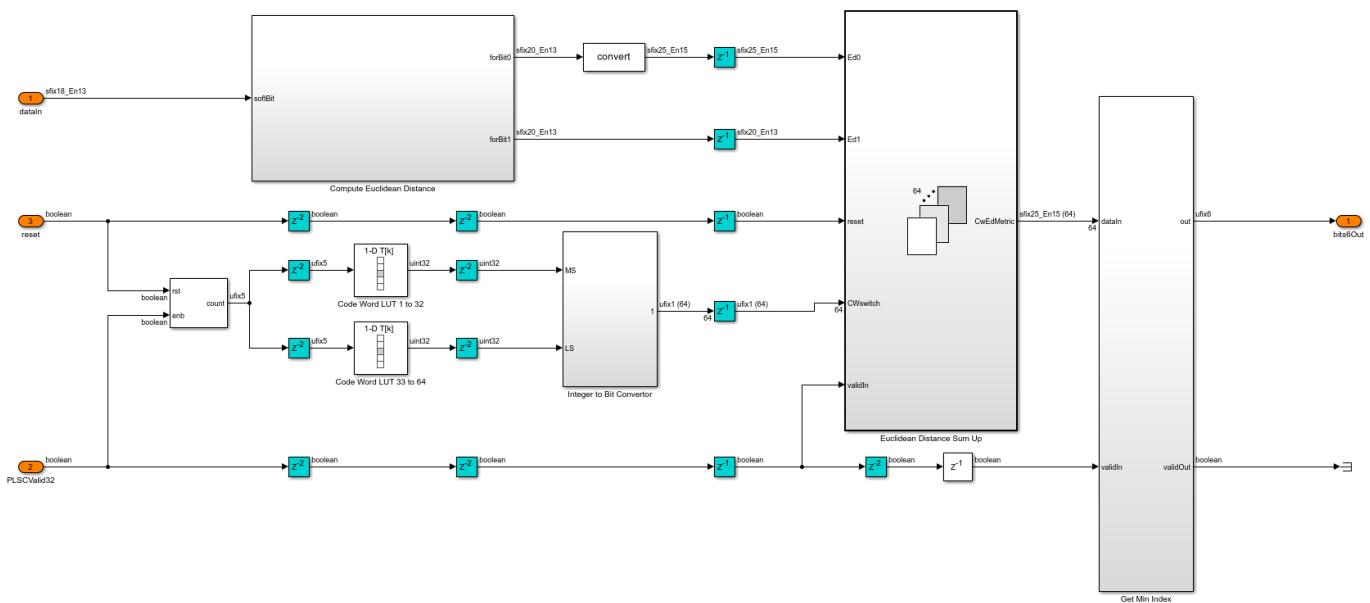 sfix20_En13
convert
sfix25_En15
z-1
sfix25_En15
forBit0
Ed0
1
sfix18_En13
softBit
dataIn
sfix20_En13
z-1
sfix20_En13
forBit1
Ed1
Compute Euclidean Distance
64
3
boolean
z-2
boolean
z-2
boolean
z-1
boolean
reset
reset
CwEdMetric
sfix25_En15 (64)
64
dataIn
out
ufix6
1
bits6Out
1-D T[k]
z-2
ufix5
uint32
z-2
uint32
MS
Code Word LUT 1 to 32
rst
boolean
count
ufix5
enb
boolean
1
ufix1 (64)
64
z-1
ufix1 (64)
CWswitch
64
1-D T[k]
z-2
ufix5
uint32
z-2
uint32
LS
Code Word LUT 33 to 64
Integer to Bit Convertor
validIn
Euclidean Distance Sum Up
2
boolean
z-2
boolean
z-2
boolean
z-1
boolean
z-2
boolean
z-1
boolean
validIn
validOut
boolean
PLSCValid32
Get Min Index